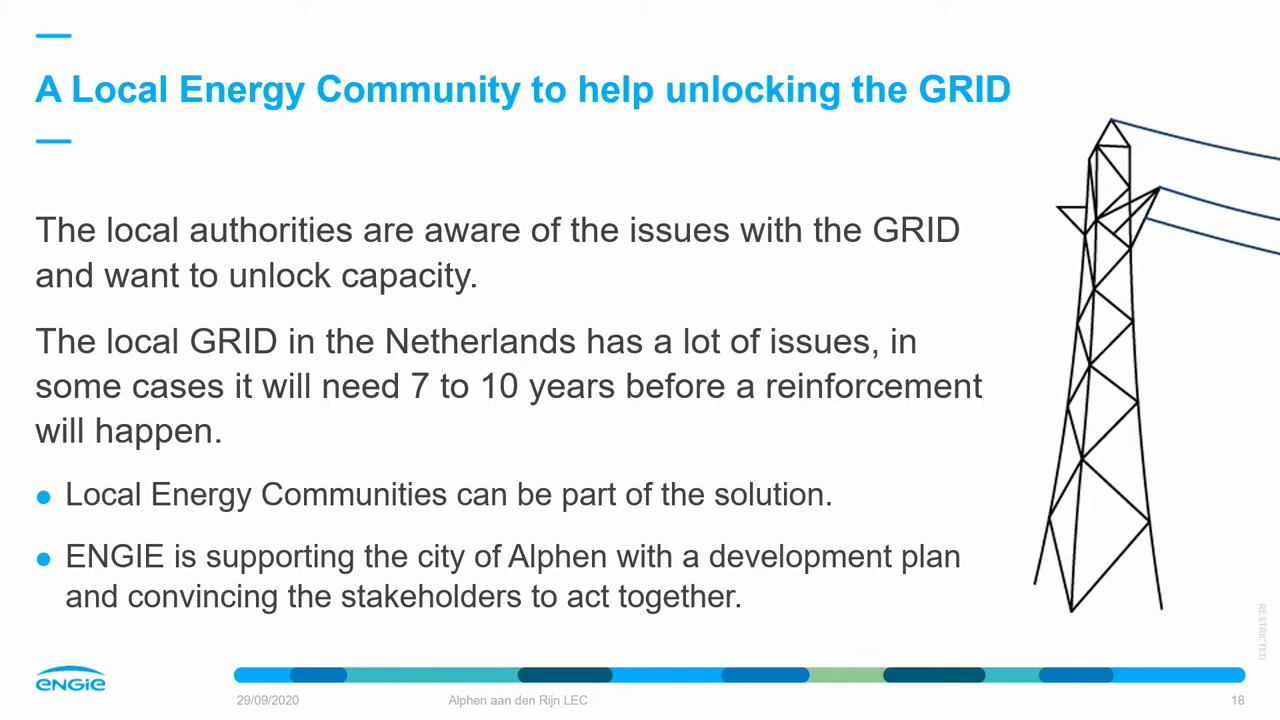 A Local Energy Community to help unlocking the GRID
The local authorities are aware of the issues with the GRID
and want to unlock capacity.
The local GRID in the Netherlands has a lot of issues, in
some cases it will need 7 to 10 years before a reinforcement
will happen.
Local Energy Communities can be part of the solution.
ENGIE is supporting the city of Alphen with a development plan
and convincing the stakeholders to act together.
RESTRICTED
ENGIE
29/09/2020
Alphen aan den Rijn LEC
18